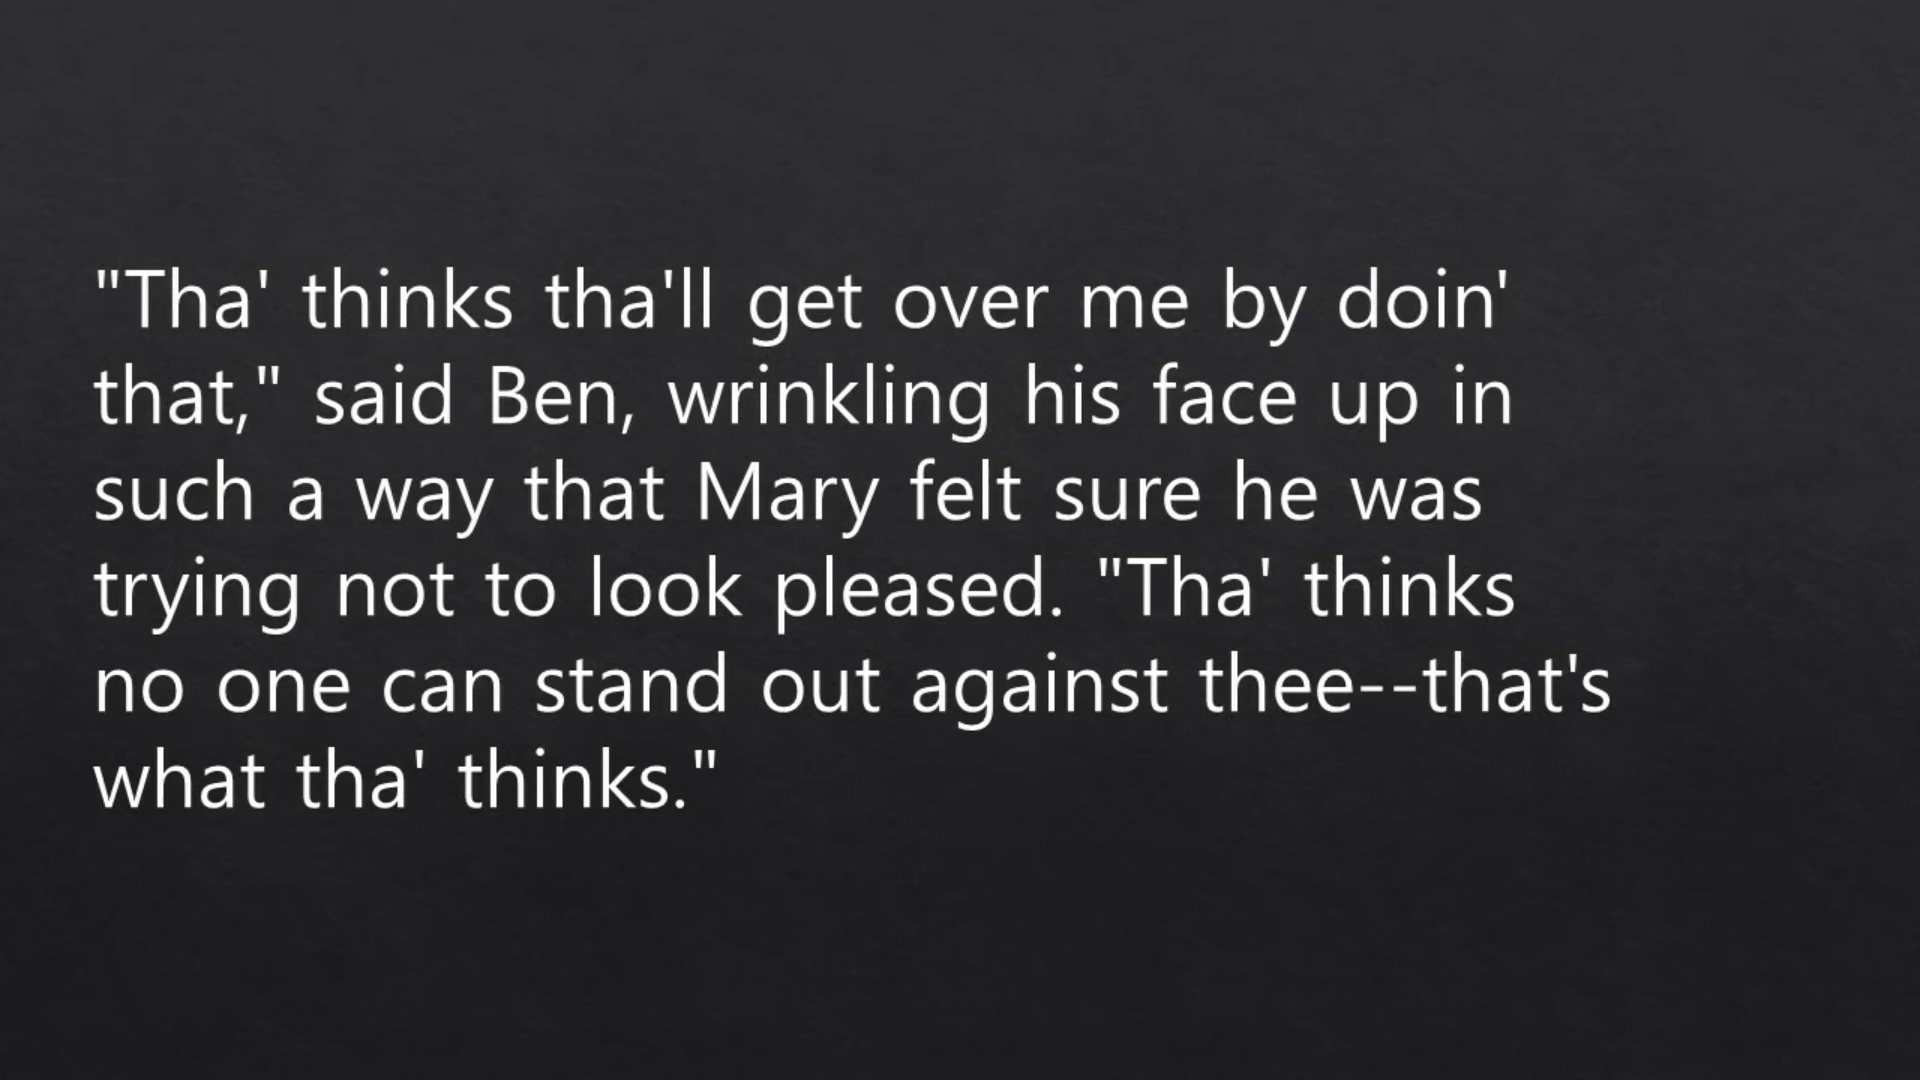 "Tha' thinks tha'll get over me by doin'
that," said Ben, wrinkling his face up in
such a way that Mary felt sure he was
trying not to look pleased. "Tha' thinks
no one can stand out against thee--that's
what tha' thinks."